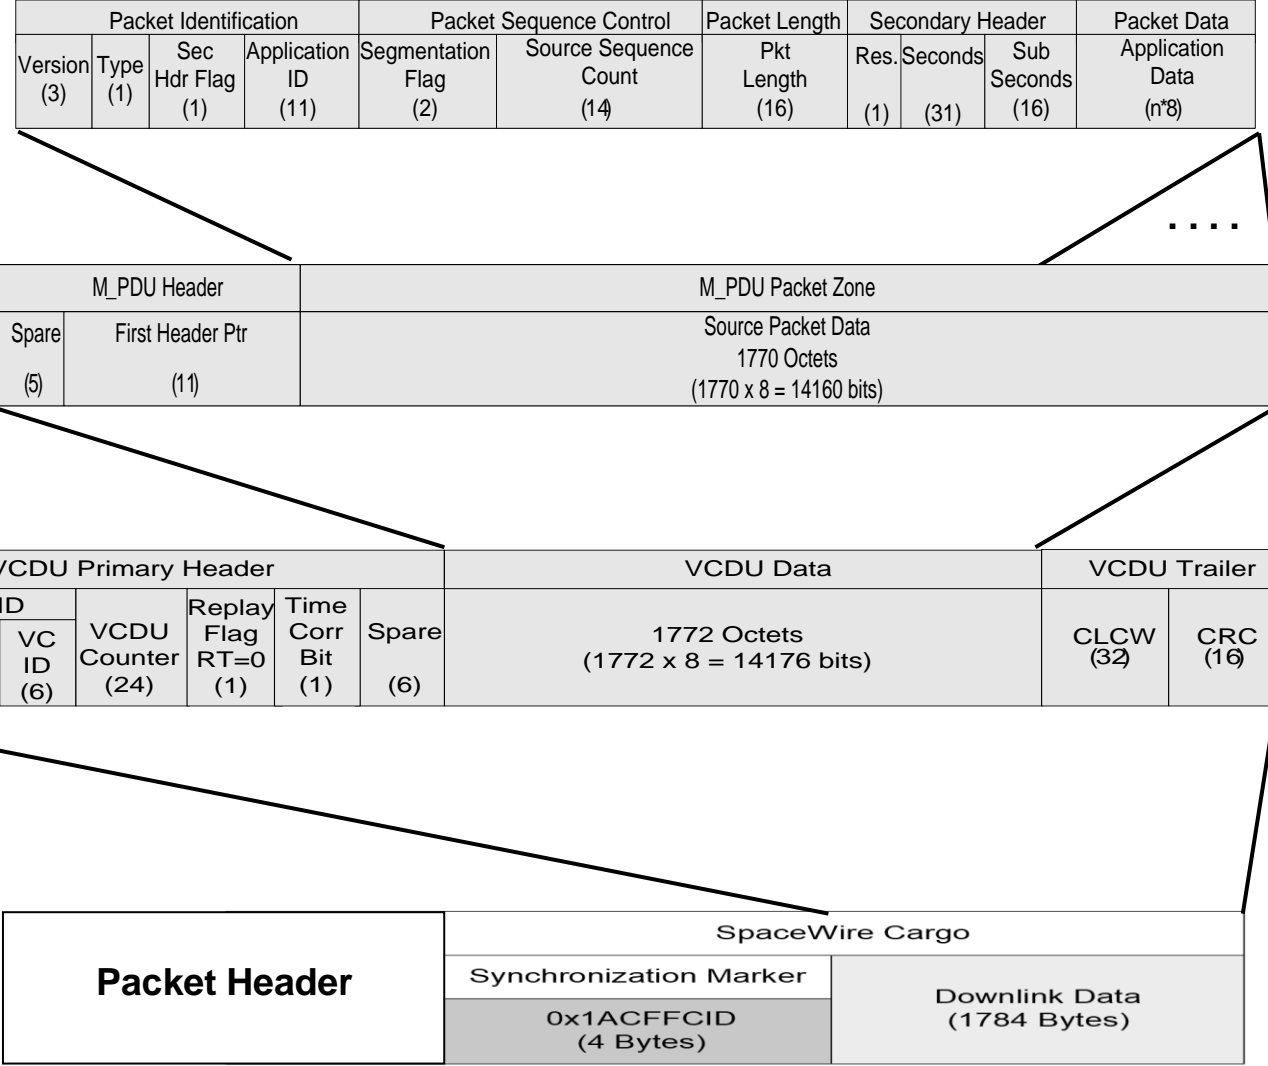 Packet Identification Packet Sequence Control Packet Length Secondary Header Packet Data
Version (3)
Type (1)
Sec Hdr Flag (1)
Application ID (11)
Segmentation Flag (2)
Source Sequence Count (14)
Pkt Length (16)
Res. (1)
Seconds (31)
Sub Seconds (16)
Application Data (n*8)
. . . .
M_PDU Header M_PDU Packet Zone
Spare (5)
First Header Ptr (11)
Source Packet Data
1770 Octets
(1770 x 8 = 14160 bits)
VCDU Primary Header VCDU Data VCDU Trailer
ID
VC ID (6)
VCDU Counter (24)
Replay Flag RT=0 (1)
Time Corr Bit (1)
Spare (6)
1772 Octets
(1772 x 8 = 14176 bits)
CLCW (32)
CRC (16)
Packet Header
SpaceWire Cargo
Synchronization Marker
0x1ACFFCID
(4 Bytes)
Downlink Data
(1784 Bytes)